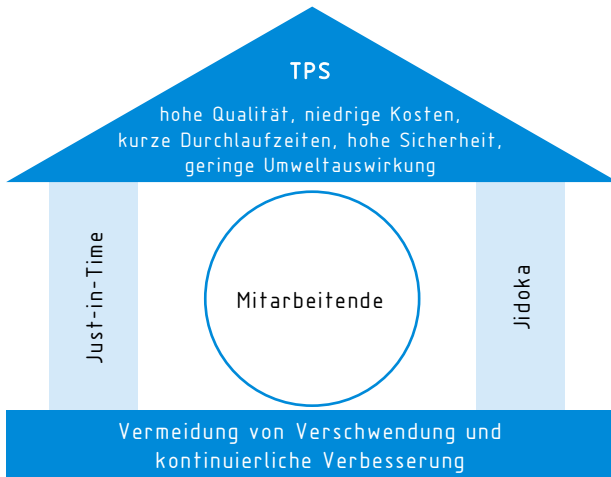 TPS
hohe Qualität, niedrige Kosten,
kurze Durchlaufzeiten, hohe Sicherheit,
geringe Umweltauswirkung
Just-in-Time
Mitarbeitende
Jidoka
Vermeidung von Verschwendung und
kontinuierliche Verbesserung